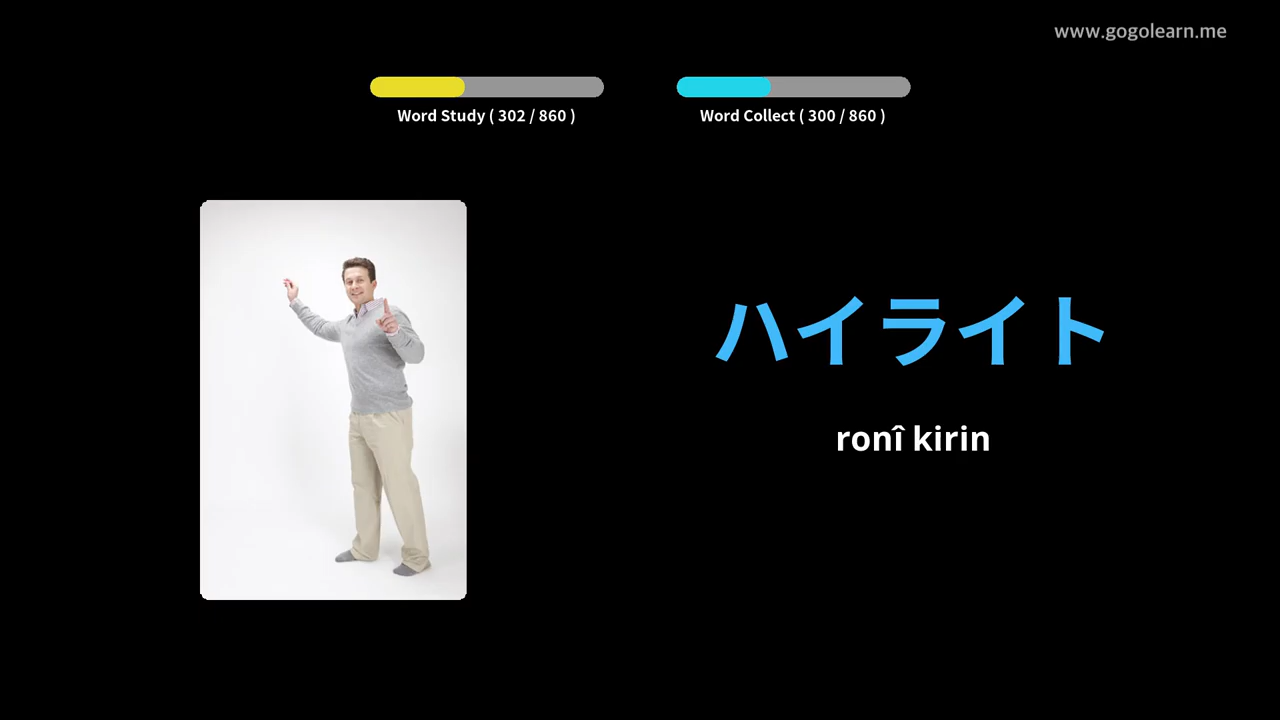 www.gogolearn.me
Word Study ( 302 / 860 )
Word Collect ( 300 / 860 )
ハイライト
ronî kirin